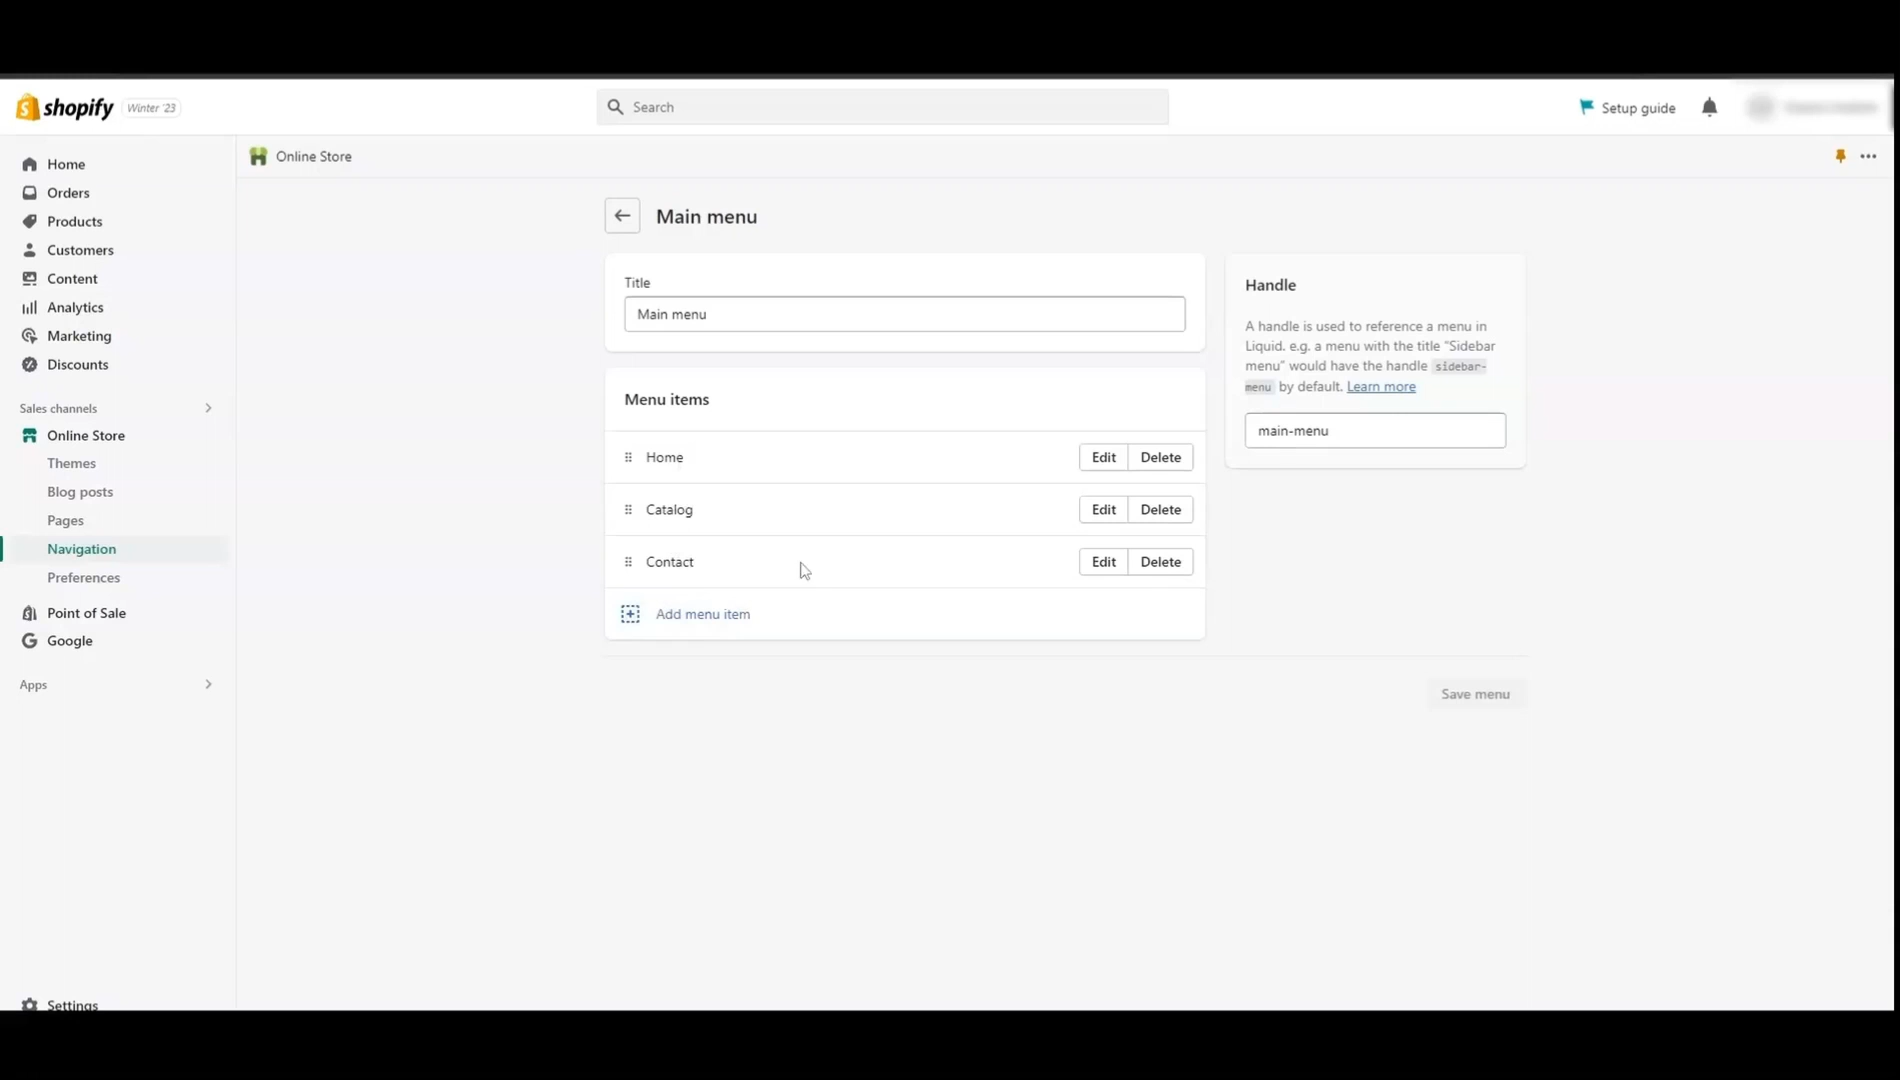 shopify Winter '23
Search
Setup guide
Home
Orders
Products
Customers
Content
Analytics
Marketing
Discounts
Sales channels
Online Store
Themes
Blog posts
Pages
Navigation
Preferences
Point of Sale
Google
Apps
Settings
Online Store
Main menu
Title
Main menu
Menu items
Home Edit Delete
Catalog Edit Delete
Contact Edit Delete
Add menu item
Handle
A handle is used to reference a menu in
Liquid. e.g. a menu with the title "Sidebar
menu" would have the handle sidebar-
menu by default. Learn more
main-menu
Save menu